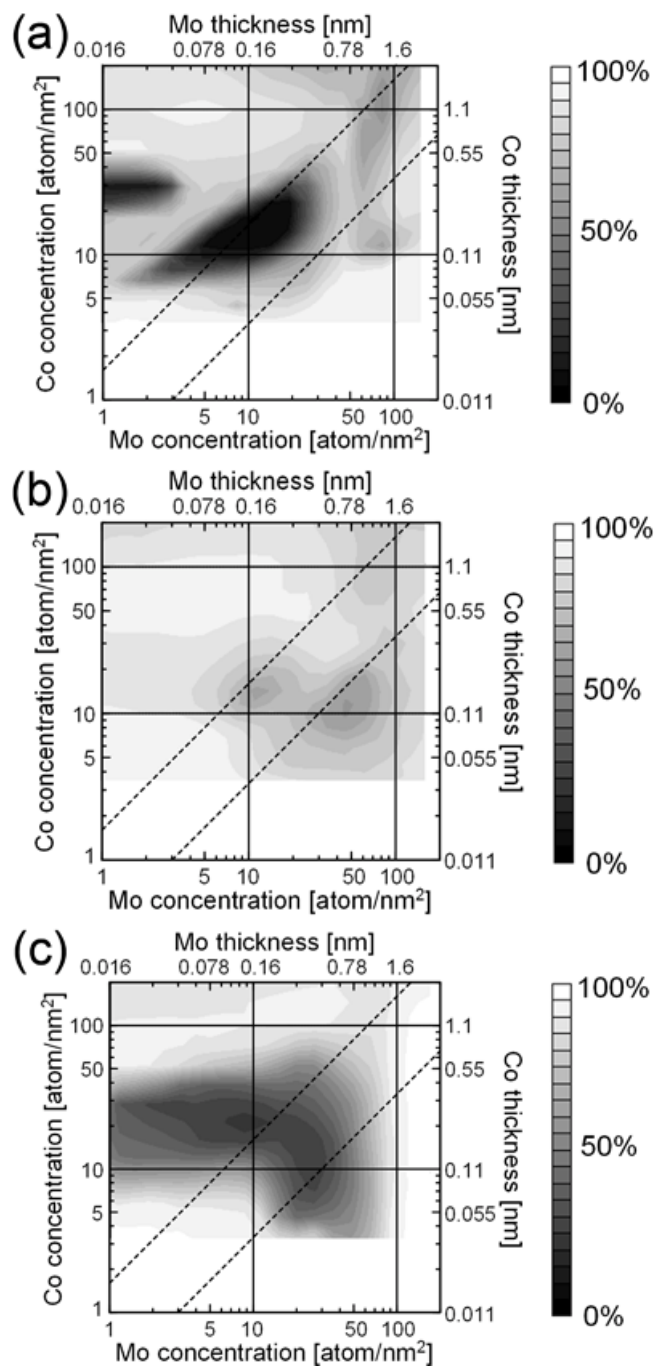 (a)
Mo thickness [nm]
0.016 0.078 0.16 0.78 1.6
Co concentration [atom/nm²]
100 50 10 5 1
1.1 0.55 0.11 0.055 0.011
Co thickness [nm]
1 5 10 50 100
Mo concentration [atom/nm²]
100%
50%
0%
(b)
Mo thickness [nm]
0.016 0.078 0.16 0.78 1.6
Co concentration [atom/nm²]
100 50 10 5 1
1.1 0.55 0.11 0.055 0.011
Co thickness [nm]
1 5 10 50 100
Mo concentration [atom/nm²]
100%
50%
0%
(c)
Mo thickness [nm]
0.016 0.078 0.16 0.78 1.6
Co concentration [atom/nm²]
100 50 10 5 1
1.1 0.55 0.11 0.055 0.011
Co thickness [nm]
1 5 10 50 100
Mo concentration [atom/nm²]
100%
50%
0%